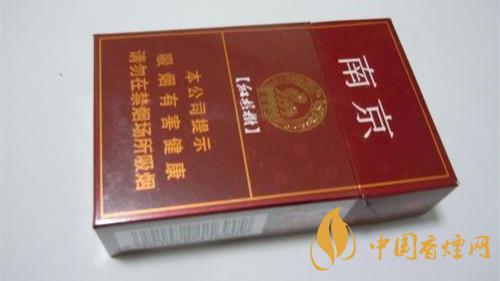 南京
【红杉树】
本公司提示
吸烟有害健康
请勿在禁烟场所吸烟
中国香烟网